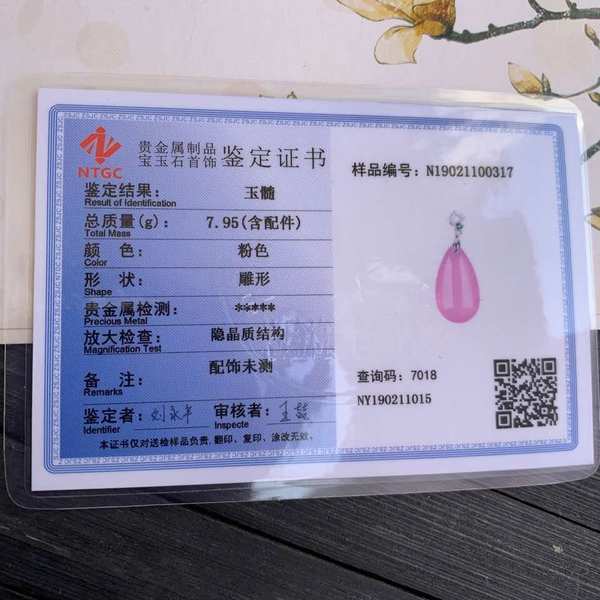 NTGC
贵金属制品
宝玉石首饰 鉴定证书
鉴定结果: 玉髓
Result of Identification
总质量(g): 7.95(含配件)
Total Mass
颜 色: 粉色
Color
形 状: 雕形
Shape
贵金属检测: *****
Precious Metal
放大检查: 隐晶质结构
Magnification Test
备 注: 配饰未测
Remarks
鉴定者: 审核者:
Identifier Inspecte
本证书仅对送检样品负责, 翻印、复印、涂改无效。
样品编号: N19021100317
查询码: 7018
NY190211015